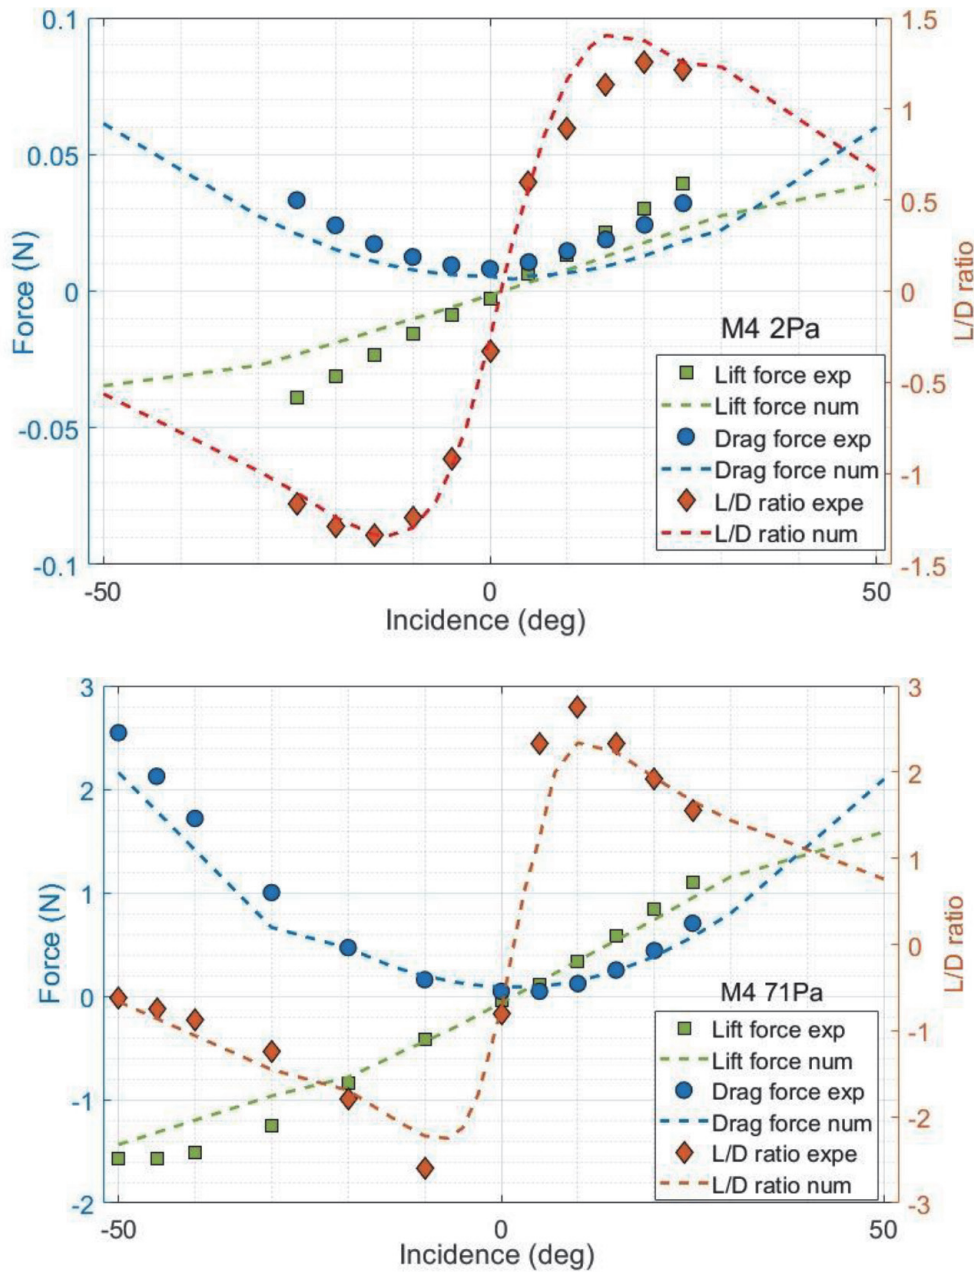 0.1
0.05
0
-0.05
-0.1
Force (N)
1.5
1
0.5
0
-0.5
-1
-1.5
L/D ratio
M4 2Pa
Lift force exp
Lift force num
Drag force exp
Drag force num
L/D ratio expe
L/D ratio num
-50
0
50
Incidence (deg)
3
2
1
0
-1
-2
Force (N)
3
2
1
0
-1
-2
-3
L/D ratio
M4 71Pa
Lift force exp
Lift force num
Drag force exp
Drag force num
L/D ratio expe
L/D ratio num
-50
0
50
Incidence (deg)